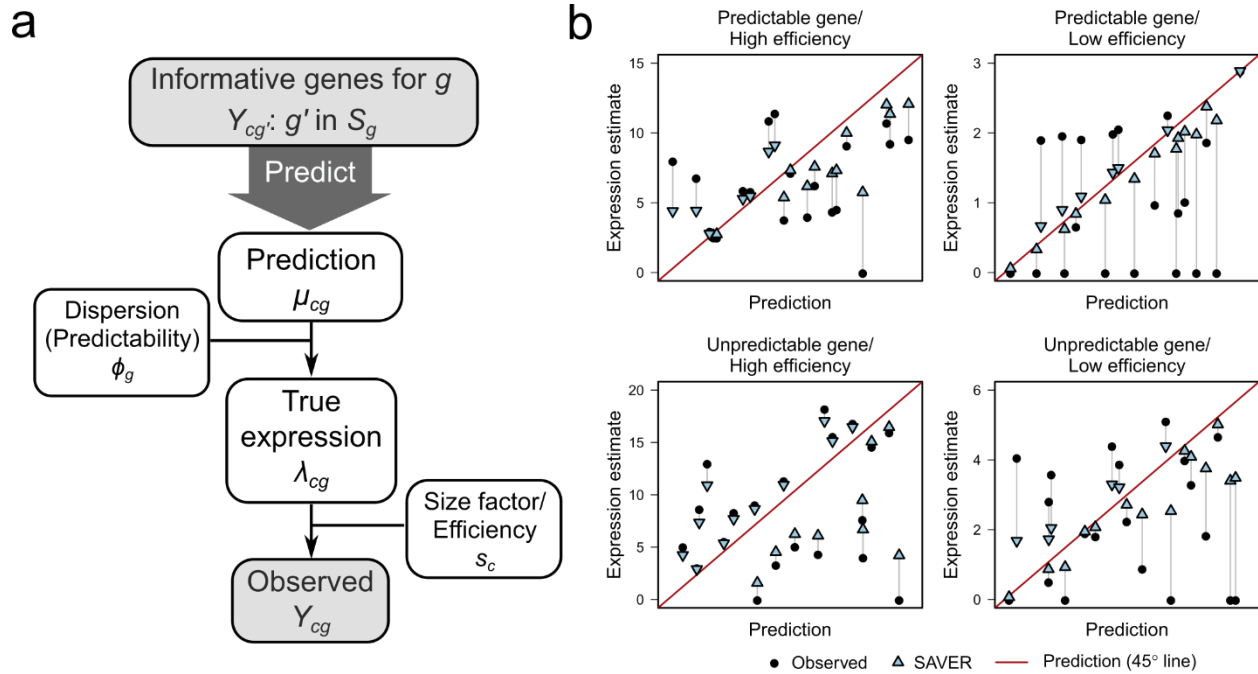 a
Informative genes for g
Y_cg': g' in S_g
Predict
Prediction
μ_cg
Dispersion
(Predictability)
ϕ_g
True
expression
λ_cg
Size factor/
Efficiency
s_c
Observed
Y_cg
b
Predictable gene/
High efficiency
Expression estimate
15
10
5
0
Prediction
Predictable gene/
Low efficiency
Expression estimate
3
2
1
0
Prediction
Unpredictable gene/
High efficiency
Expression estimate
20
15
10
5
0
Prediction
Unpredictable gene/
Low efficiency
Expression estimate
6
4
2
0
Prediction
Observed
SAVER
Prediction (45° line)